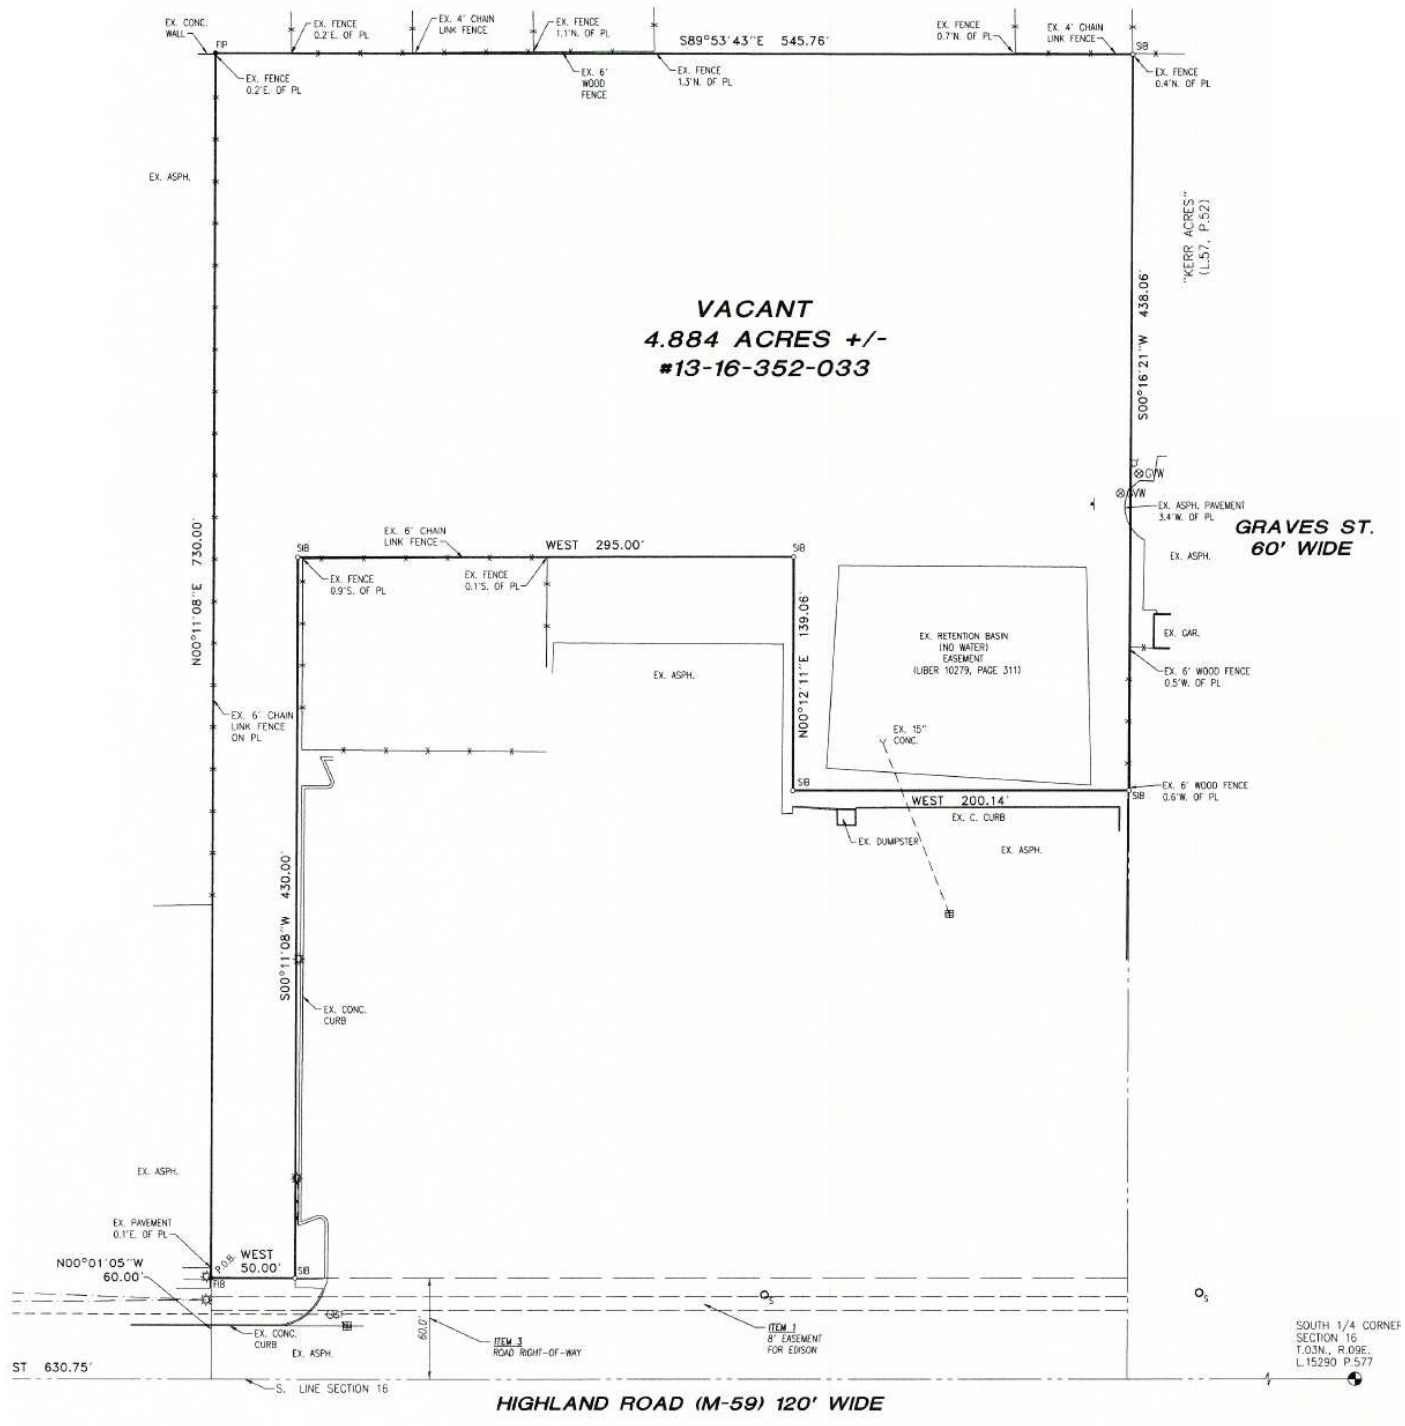 EX. CONC.
WALL
FIP
EX. FENCE
0.2'E. OF PL
EX. 4' CHAIN
LINK FENCE
EX. FENCE
1.1'N. OF PL
S89°53'43"E 545.76'
EX. FENCE
0.7'N. OF PL
EX. 4' CHAIN
LINK FENCE
SIB
EX. FENCE
0.2'E. OF PL
EX. 6'
WOOD
FENCE
EX. FENCE
1.3'N. OF PL
EX. FENCE
0.4'N. OF PL
EX. ASPH.
"KERR ACRES"
(L.57, P.52)
VACANT
4.884 ACRES +/-
#13-16-352-033
S00°16'21"W 438.06'
GVW
GVW
EX. ASPH. PAVEMENT
3.4'W. OF PL
GRAVES ST.
60' WIDE
EX. ASPH.
N00°11'08"E 730.00'
EX. 6' CHAIN
LINK FENCE
WEST 295.00'
SIB
SIB
EX. FENCE
0.9'S. OF PL
EX. FENCE
0.1'S. OF PL
N00°12'11"E 139.06'
EX. RETENTION BASIN
(NO WATER)
EASEMENT
(LIBER 10279, PAGE 311)
EX. GAR.
EX. 6' WOOD FENCE
0.5'W. OF PL
EX. ASPH.
EX. 6' CHAIN
LINK FENCE
ON PL
EX. 15"
CONC.
SIB
EX. 6' WOOD FENCE
0.6'W. OF PL
SIB
WEST 200.14'
EX. C. CURB
EX. DUMPSTER
EX. ASPH.
S00°11'08"W 430.00'
EX. CONC.
CURB
EX. ASPH.
EX. PAVEMENT
0.1'E. OF PL
P.O.B.
WEST
50.00'
SIB
FIB
N00°01'05"W
60.00'
S
S
EX. CONC.
CURB
EX. ASPH.
60.0'
ITEM 3
ROAD RIGHT-OF-WAY
ITEM 1
8' EASEMENT
FOR EDISON
SOUTH 1/4 CORNER
SECTION 16
T.03N., R.09E.
L.15290 P.577
ST 630.75'
S. LINE SECTION 16
HIGHLAND ROAD (M-59) 120' WIDE